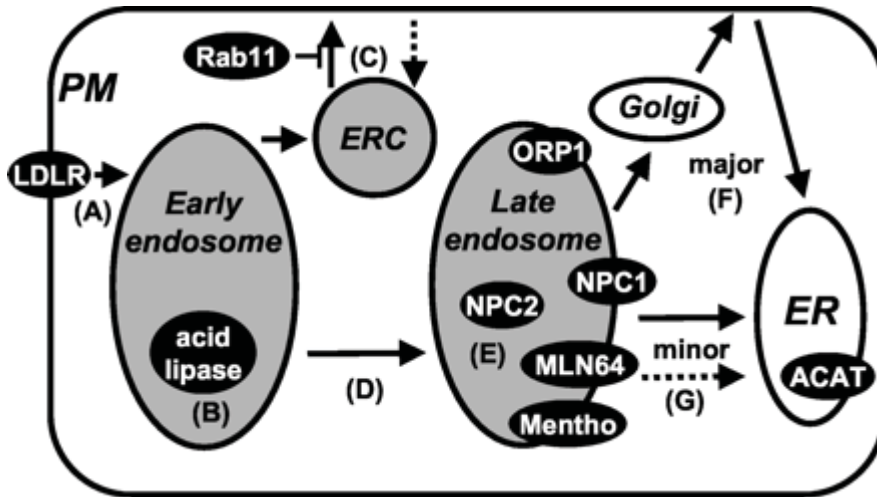 Rab11
(C)
PM
Golgi
ERC
LDLR
ORP1
major
(A)
(F)
Early
endosome
Late
endosome
NPC1
NPC2
ER
acid
lipase
(E)
MLN64
minor
ACAT
(B)
(D)
(G)
Mentho